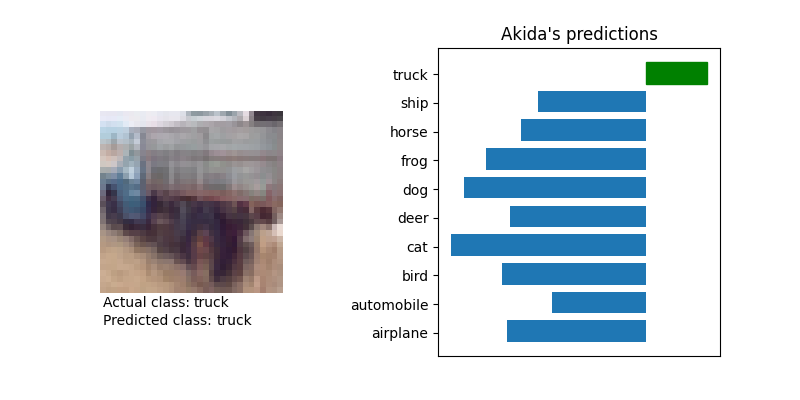 Akida's predictions
truck
ship
horse
frog
dog
deer
cat
bird
automobile
airplane
Actual class: truck
Predicted class: truck